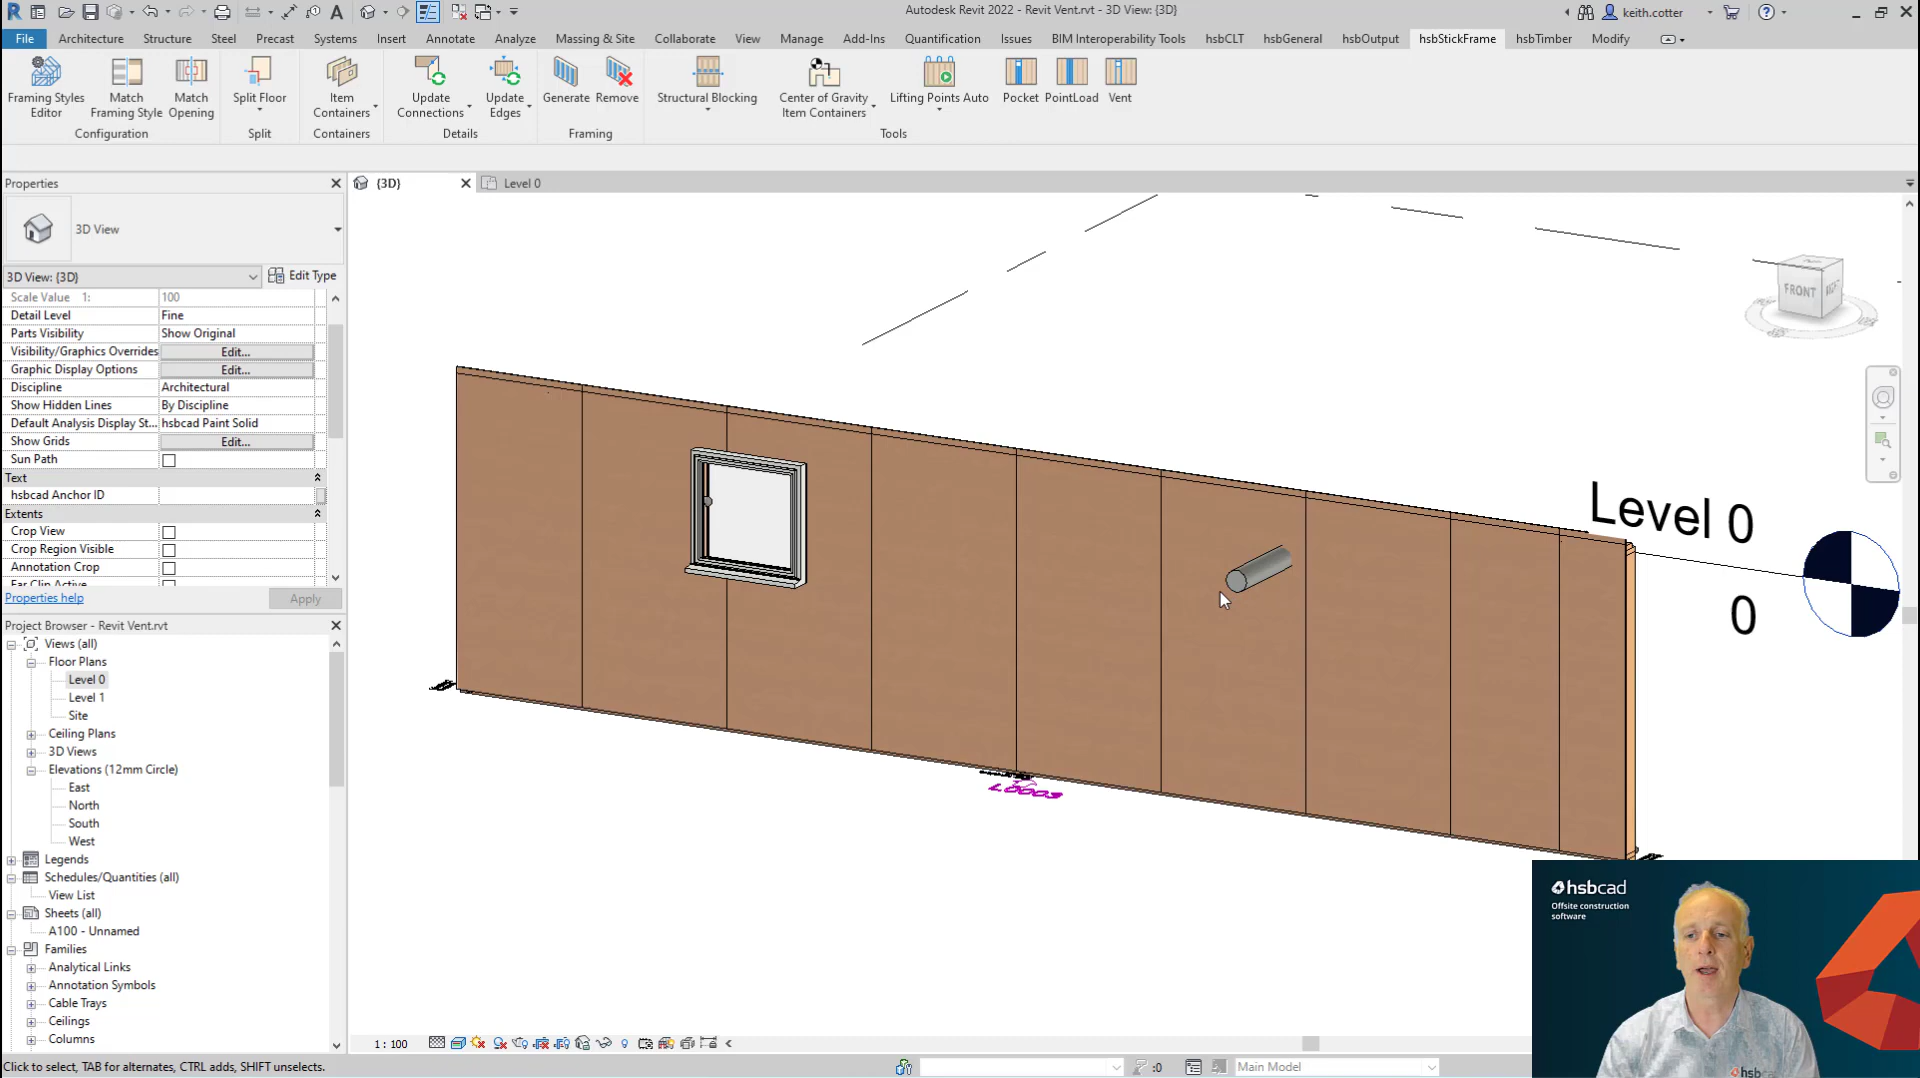 Autodesk Revit 2022 - Revit Vent.rvt - 3D View: {3D}
keith.cotter
File Architecture Structure Steel Precast Systems Insert Annotate Analyze Massing & Site Collaborate View Manage Add-Ins Quantification Issues BIM Interoperability Tools hsbCLT hsbGeneral hsbOutput hsbStickFrame hsbTimber Modify
Framing Styles Editor
Match Framing Style
Match Opening
Split Floor
Item Containers
Update Connections
Update Edges
Generate
Remove
Structural Blocking
Center of Gravity Item Containers
Lifting Points Auto
Pocket
PointLoad
Vent
Configuration Split Containers Details Framing Tools
Properties
{3D}
Level 0
3D View
3D View: {3D}
Edit Type
Scale Value 1: 100
Detail Level Fine
Parts Visibility Show Original
Visibility/Graphics Overrides Edit...
Graphic Display Options Edit...
Discipline Architectural
Show Hidden Lines By Discipline
Default Analysis Display St... hsbcad Paint Solid
Show Grids Edit...
Sun Path
Text
hsbcad Anchor ID
Extents
Crop View
Crop Region Visible
Annotation Crop
Far Clip Active
Properties help
Apply
Project Browser - Revit Vent.rvt
Views (all)
Floor Plans
Level 0
Level 1
Site
Ceiling Plans
3D Views
Elevations (12mm Circle)
East
North
South
West
Legends
Schedules/Quantities (all)
View List
Sheets (all)
A100 - Unnamed
Families
Analytical Links
Annotation Symbols
Cable Trays
Ceilings
Columns
FRONT
Level 0
0
L0003
hsbcad
Offsite construction
software
hsbcad
1 : 100
Click to select, TAB for alternates, CTRL adds, SHIFT unselects.
:0
Main Model